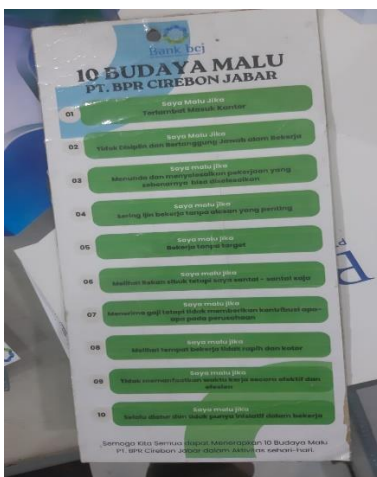 Bank bcj
10 BUDAYA MALU
PT. BPR CIREBON JABAR
01
Saya Malu Jika
Terlambat Masuk Kantor
02
Saya Malu Jika
Tidak Disiplin dan Bertanggung Jawab dalam Bekerja
03
Saya malu jika
Menunda dan menyelesaikan pekerjaan yang
sebenarnya bisa diselesaikan
04
Saya malu jika
Sering ijin bekerja tanpa alasan yang penting
05
Saya malu jika
Bekerja tanpa target
06
Saya malu jika
Melihat Rekan sibuk tetapi saya santai - santai saja
07
Saya malu jika
Menerima gaji tetapi tidak memberikan kontribusi apa-
apa pada perusahaan
08
Saya malu jika
Melihat tempat bekerja tidak rapih dan kotor
09
Saya malu jika
Tidak memanfaatkan waktu kerja secara efektif dan
efesien
10
Saya malu jika
Selalu diatur dan tidak punya inisiatif dalam bekerja
Semoga Kita Semua dapat Menerapkan 10 Budaya Malu
PT. BPR Cirebon Jabar dalam Aktivitas sehari-hari.